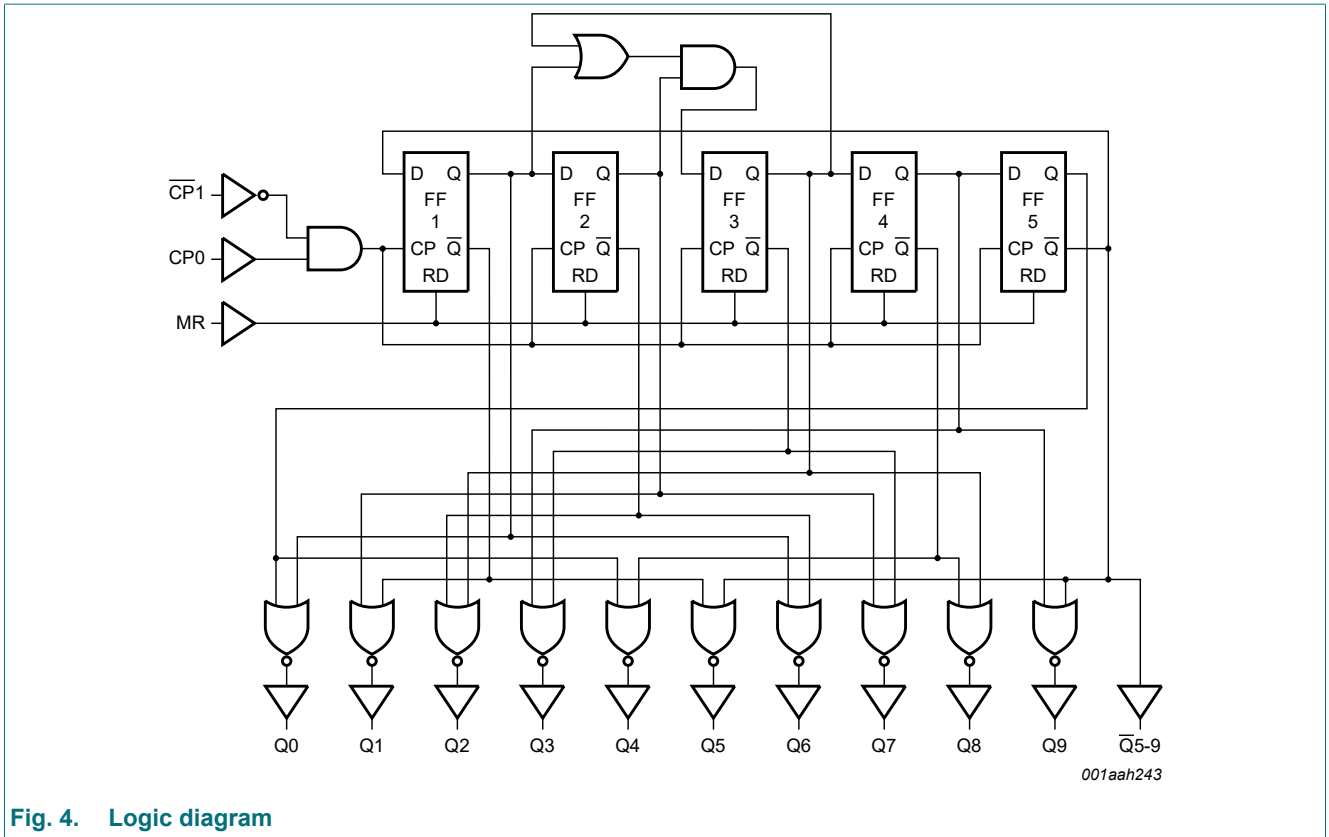 D Q D Q D Q D Q D Q
FF FF FF FF FF
1 2 3 4 5
C̅P̅1
CP Q̅ CP Q̅ CP Q̅ CP Q̅ CP Q̅
CP0
RD RD RD RD RD
MR
Q0 Q1 Q2 Q3 Q4 Q5 Q6 Q7 Q8 Q9 Q̅5-9
001aah243
Fig. 4. Logic diagram